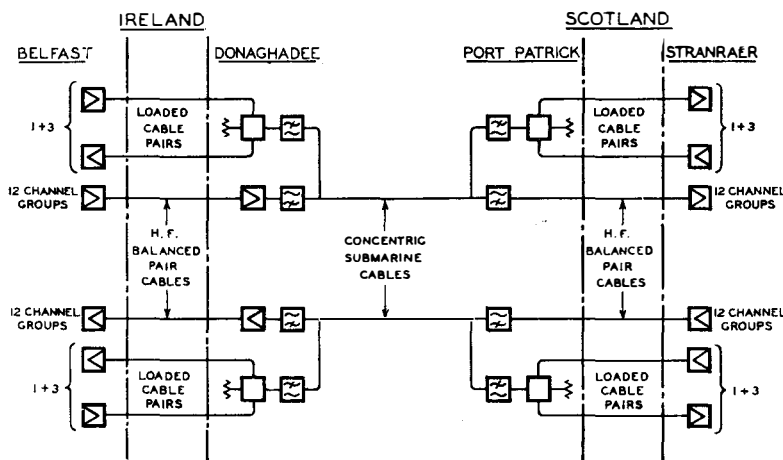 IRELAND
SCOTLAND
BELFAST
DONAGHADEE
PORT PATRICK
STRANRAER
1+3
LOADED
CABLE
PAIRS
LOADED
CABLE
PAIRS
1+3
12 CHANNEL
GROUPS
12 CHANNEL
GROUPS
H.F.
BALANCED
PAIR
CABLES
CONCENTRIC
SUBMARINE
CABLES
H.F.
BALANCED
PAIR
CABLES
12 CHANNEL
GROUPS
12 CHANNEL
GROUPS
1+3
LOADED
CABLE
PAIRS
LOADED
CABLE
PAIRS
1+3